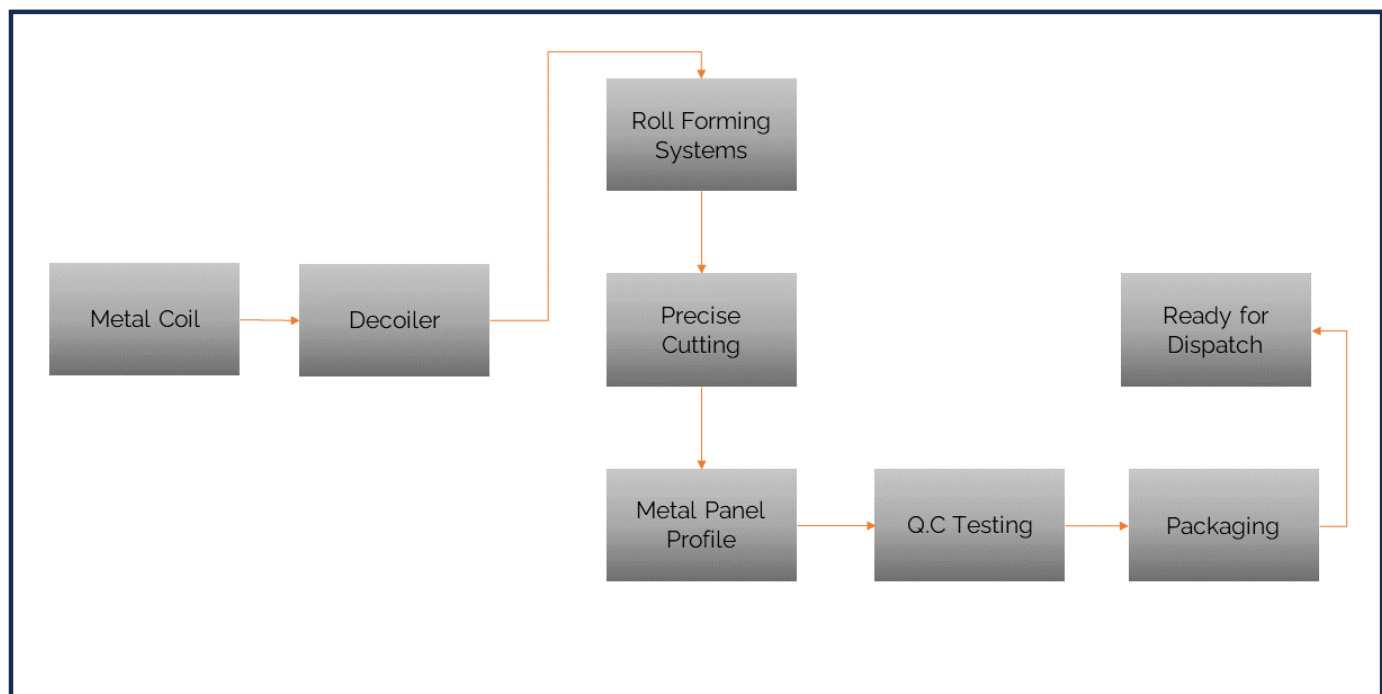 Metal Coil
Decoiler
Roll Forming
Systems
Precise
Cutting
Metal Panel
Profile
Q.C Testing
Packaging
Ready for
Dispatch